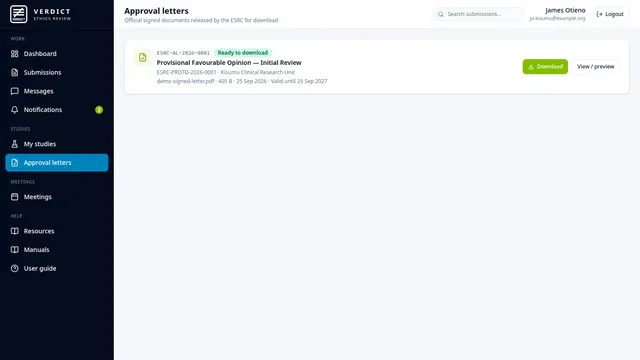 VERDICT
ETHICS REVIEW
WORK
Dashboard
Submissions
Messages
Notifications
2
STUDIES
My studies
Approval letters
MEETINGS
Meetings
HELP
Resources
Manuals
User guide
Approval letters
Official signed documents released by the ESRC for download
Search submissions...
James Otieno
pi.kisumu@example.org
Logout
ESRC-AL-2026-0001 Ready to download
Provisional Favourable Opinion — Initial Review
ESRC-PROTO-2026-0001 · Kisumu Clinical Research Unit
demo-signed-letter.pdf · 405 B · 25 Sep 2026 · Valid until 25 Sep 2027
Download
View / preview